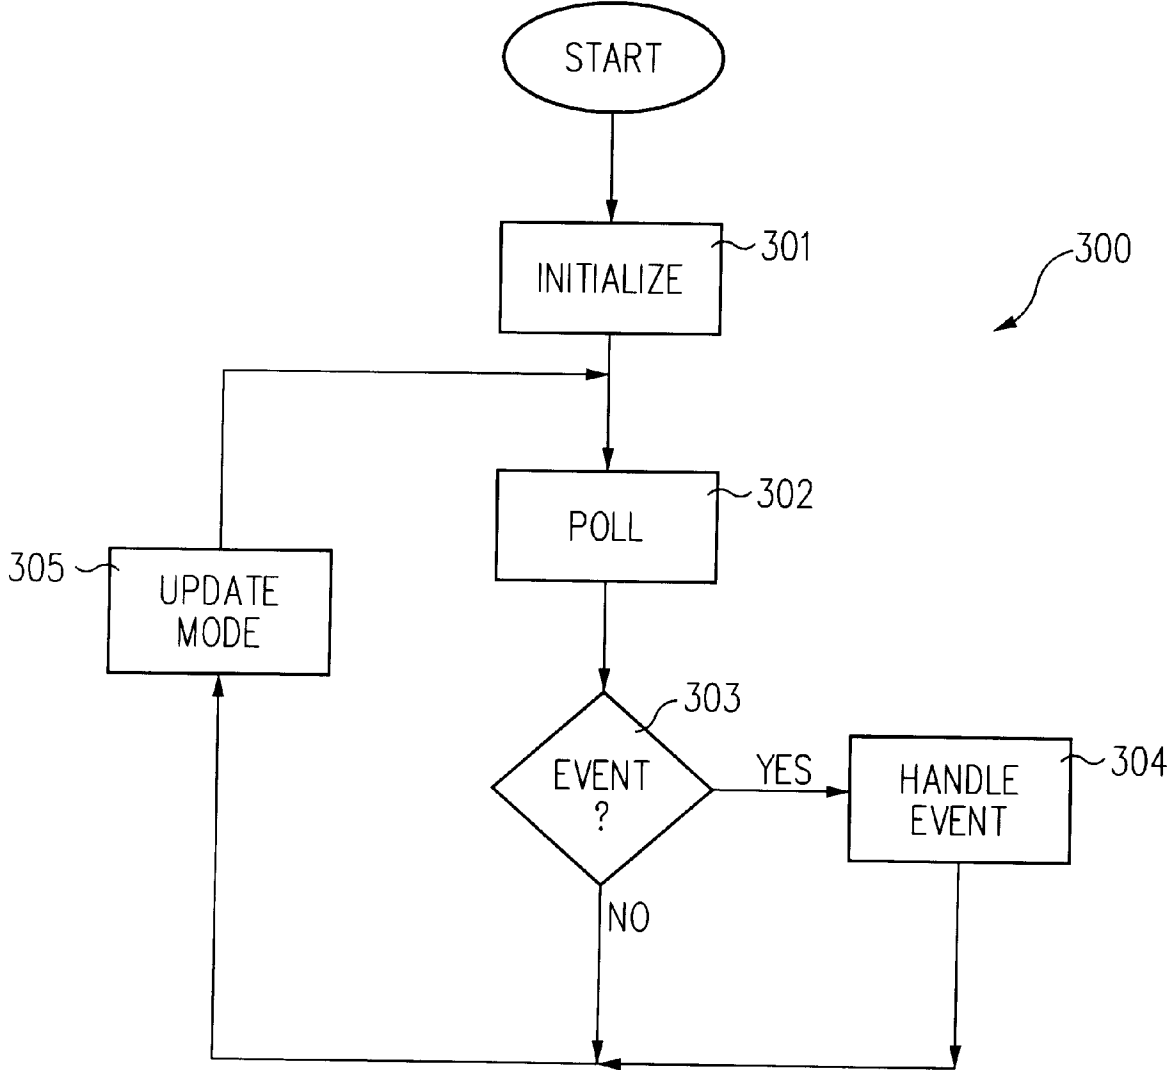 START
301
INITIALIZE
300
302
POLL
305
UPDATE
MODE
303
EVENT
?
YES
304
HANDLE
EVENT
NO